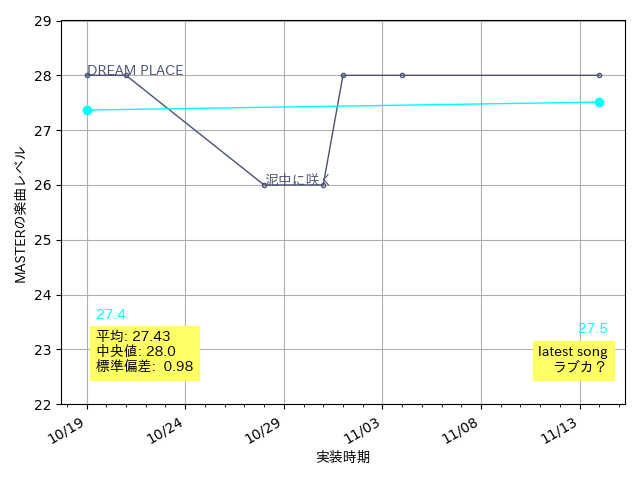 29
28
27
26
25
24
23
22
MASTERの楽曲レベル
DREAM PLACE
泥中に咲く
27.4
平均: 27.43
中央値: 28.0
標準偏差: 0.98
27.5
latest song
ラブカ？
10/19
10/24
10/29
11/03
11/08
11/13
実装時期